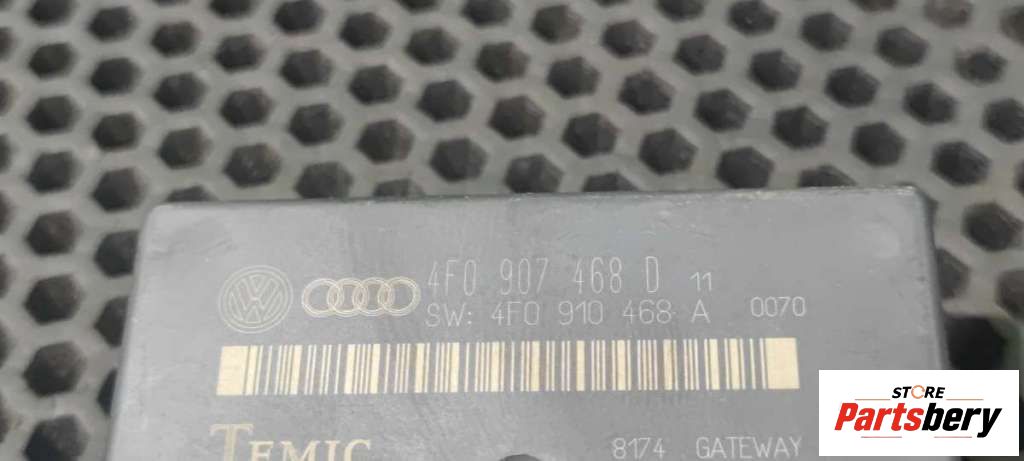 4F0 907 468 D 11
SW: 4F0 910 468 A 0070
TEMIC 8174 GATEWAY
STORE
Partsbery